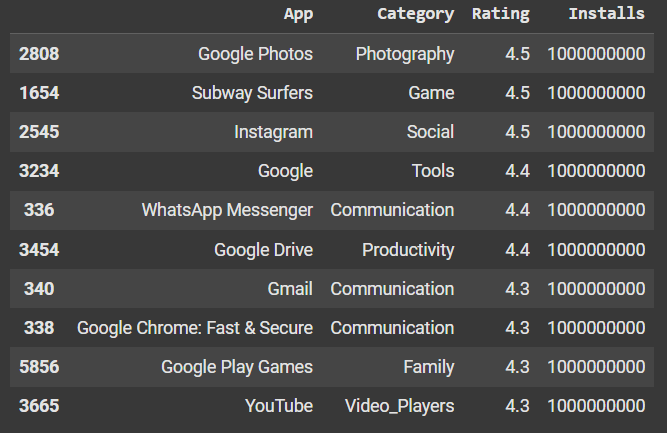 App Category Rating Installs
2808 Google Photos Photography 4.5 1000000000
1654 Subway Surfers Game 4.5 1000000000
2545 Instagram Social 4.5 1000000000
3234 Google Tools 4.4 1000000000
336 WhatsApp Messenger Communication 4.4 1000000000
3454 Google Drive Productivity 4.4 1000000000
340 Gmail Communication 4.3 1000000000
338 Google Chrome: Fast & Secure Communication 4.3 1000000000
5856 Google Play Games Family 4.3 1000000000
3665 YouTube Video_Players 4.3 1000000000